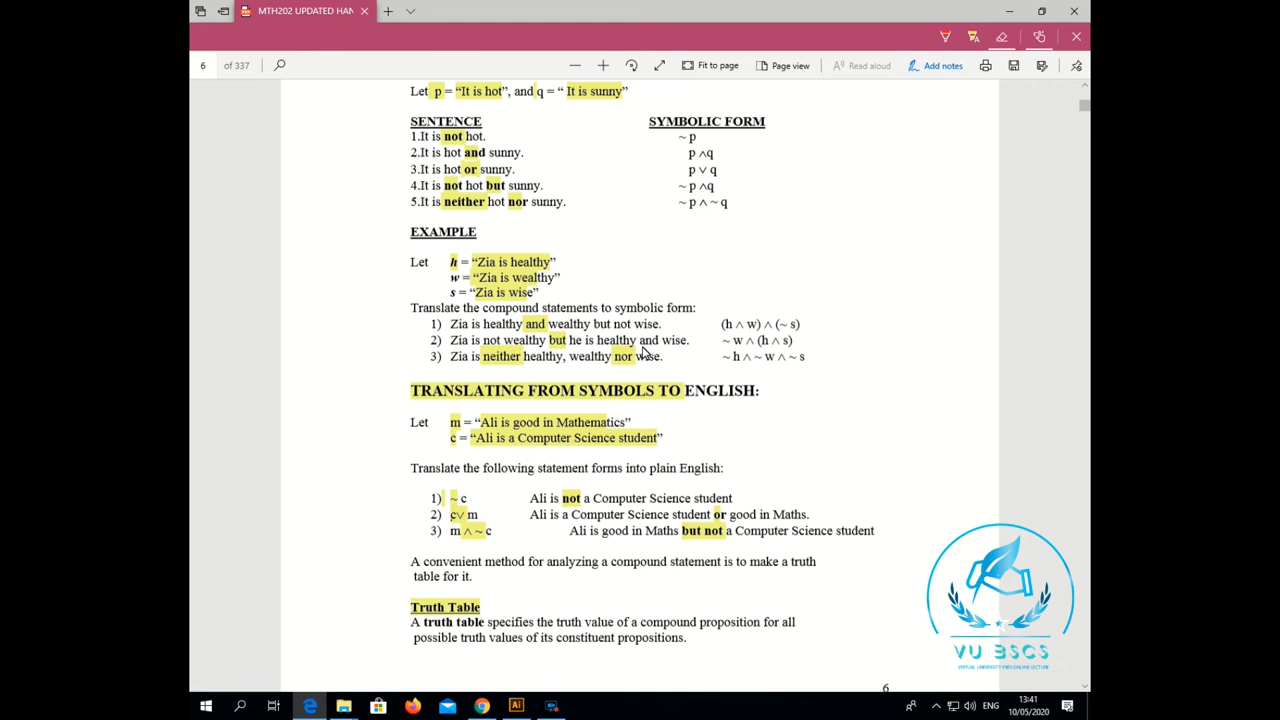 MTH202 UPDATED HAN
6 of 337
Fit to page
Page view
Read aloud
Add notes
Let p = “It is hot”, and q = “ It is sunny”
SENTENCE SYMBOLIC FORM
1.It is not hot. ~ p
2.It is hot and sunny. p ∧q
3.It is hot or sunny. p ∨ q
4.It is not hot but sunny. ~ p ∧q
5.It is neither hot nor sunny. ~ p ∧ ~ q
EXAMPLE
Let h = “Zia is healthy”
w = “Zia is wealthy”
s = “Zia is wise”
Translate the compound statements to symbolic form:
1) Zia is healthy and wealthy but not wise. (h ∧ w) ∧ (~ s)
2) Zia is not wealthy but he is healthy and wise. ~ w ∧ (h ∧ s)
3) Zia is neither healthy, wealthy nor wise. ~ h ∧ ~ w ∧ ~ s
TRANSLATING FROM SYMBOLS TO ENGLISH:
Let m = “Ali is good in Mathematics”
c = “Ali is a Computer Science student”
Translate the following statement forms into plain English:
1) ~ c Ali is not a Computer Science student
2) c∨ m Ali is a Computer Science student or good in Maths.
3) m ∧ ~ c Ali is good in Maths but not a Computer Science student
A convenient method for analyzing a compound statement is to make a truth
table for it.
Truth Table
A truth table specifies the truth value of a compound proposition for all
possible truth values of its constituent propositions.
VU BSCS
VIRTUAL UNIVERSITY FREE ONLINE LECTURE
6
ENG
13:41
10/05/2020